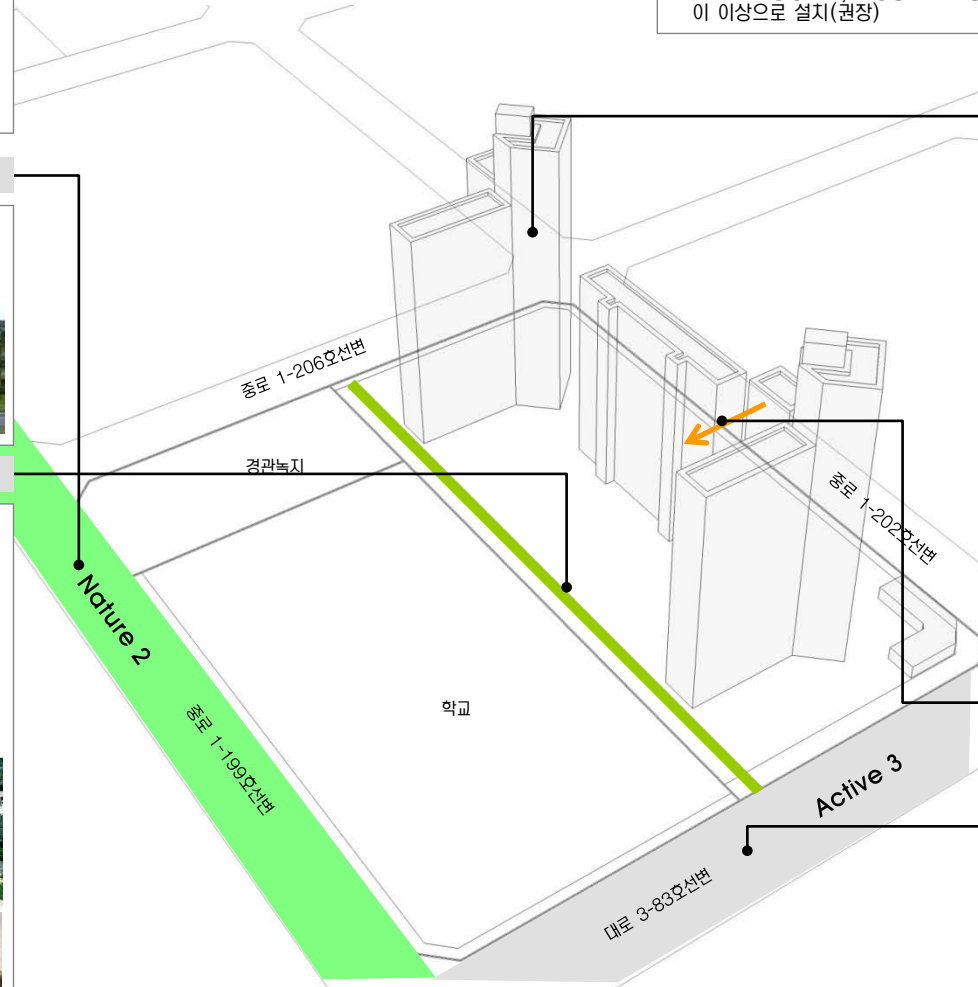 이 이상으로 설치(권장)
중로 1-206호선변
경관녹지
중로 1-202호선변
Nature 2
학교
중로 1-199호선변
Active 3
대로 3-83호선변